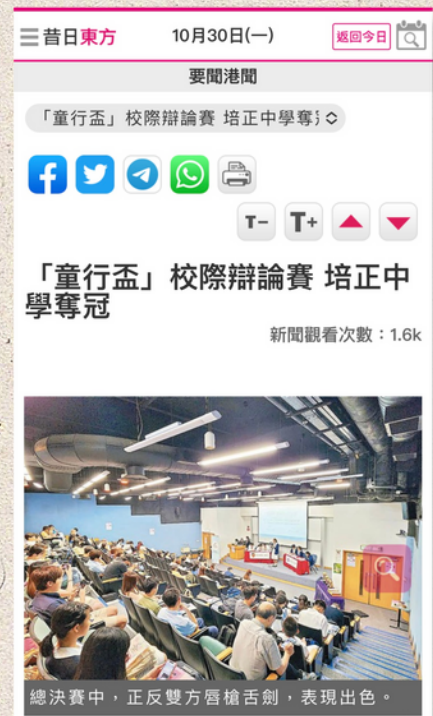 昔日東方
10月30日(一)
返回今日
要聞港聞
「童行盃」校際辯論賽 培正中學奪
T-
T+
「童行盃」校際辯論賽 培正中
學奪冠
新聞觀看次數：1.6k
總決賽中，正反雙方唇槍舌劍，表現出色。